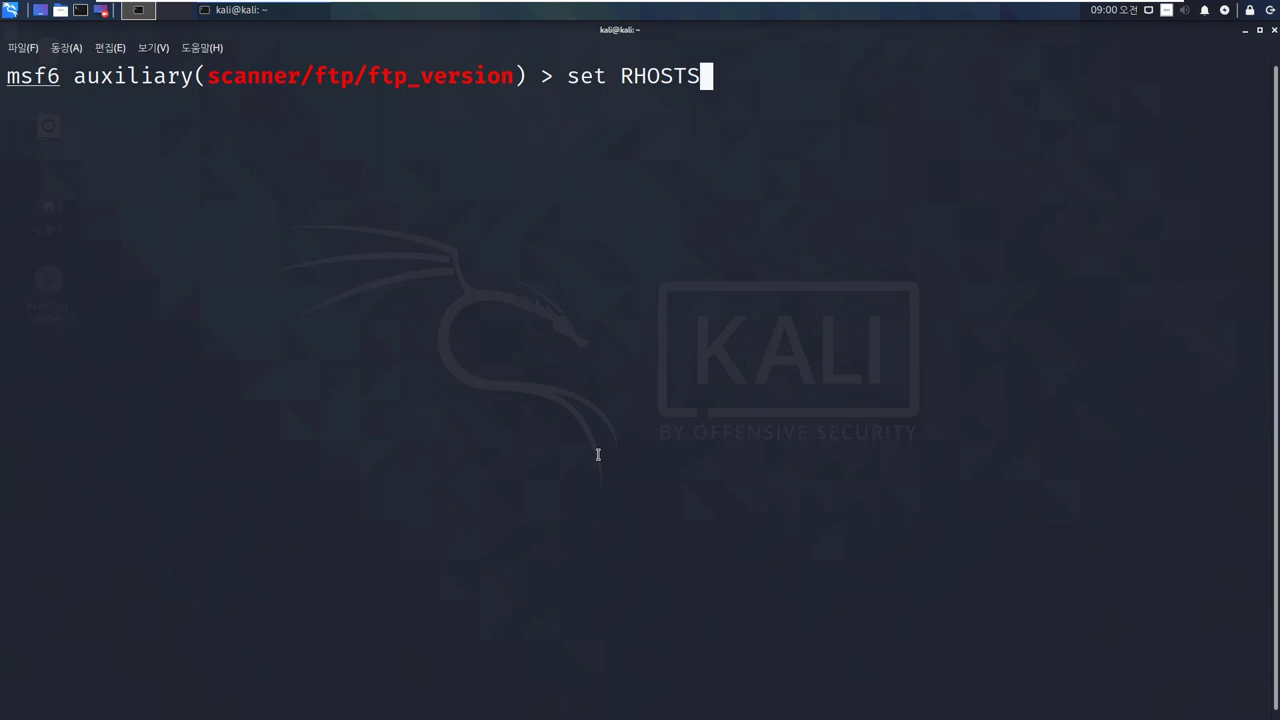 kali@kali: ~
09:00 오전
kali@kali: ~
파일(F) 동장(A) 편집(E) 보기(V) 도움말(H)
msf6 auxiliary(scanner/ftp/ftp_version) > set RHOSTS
KALI
BY OFFENSIVE SECURITY